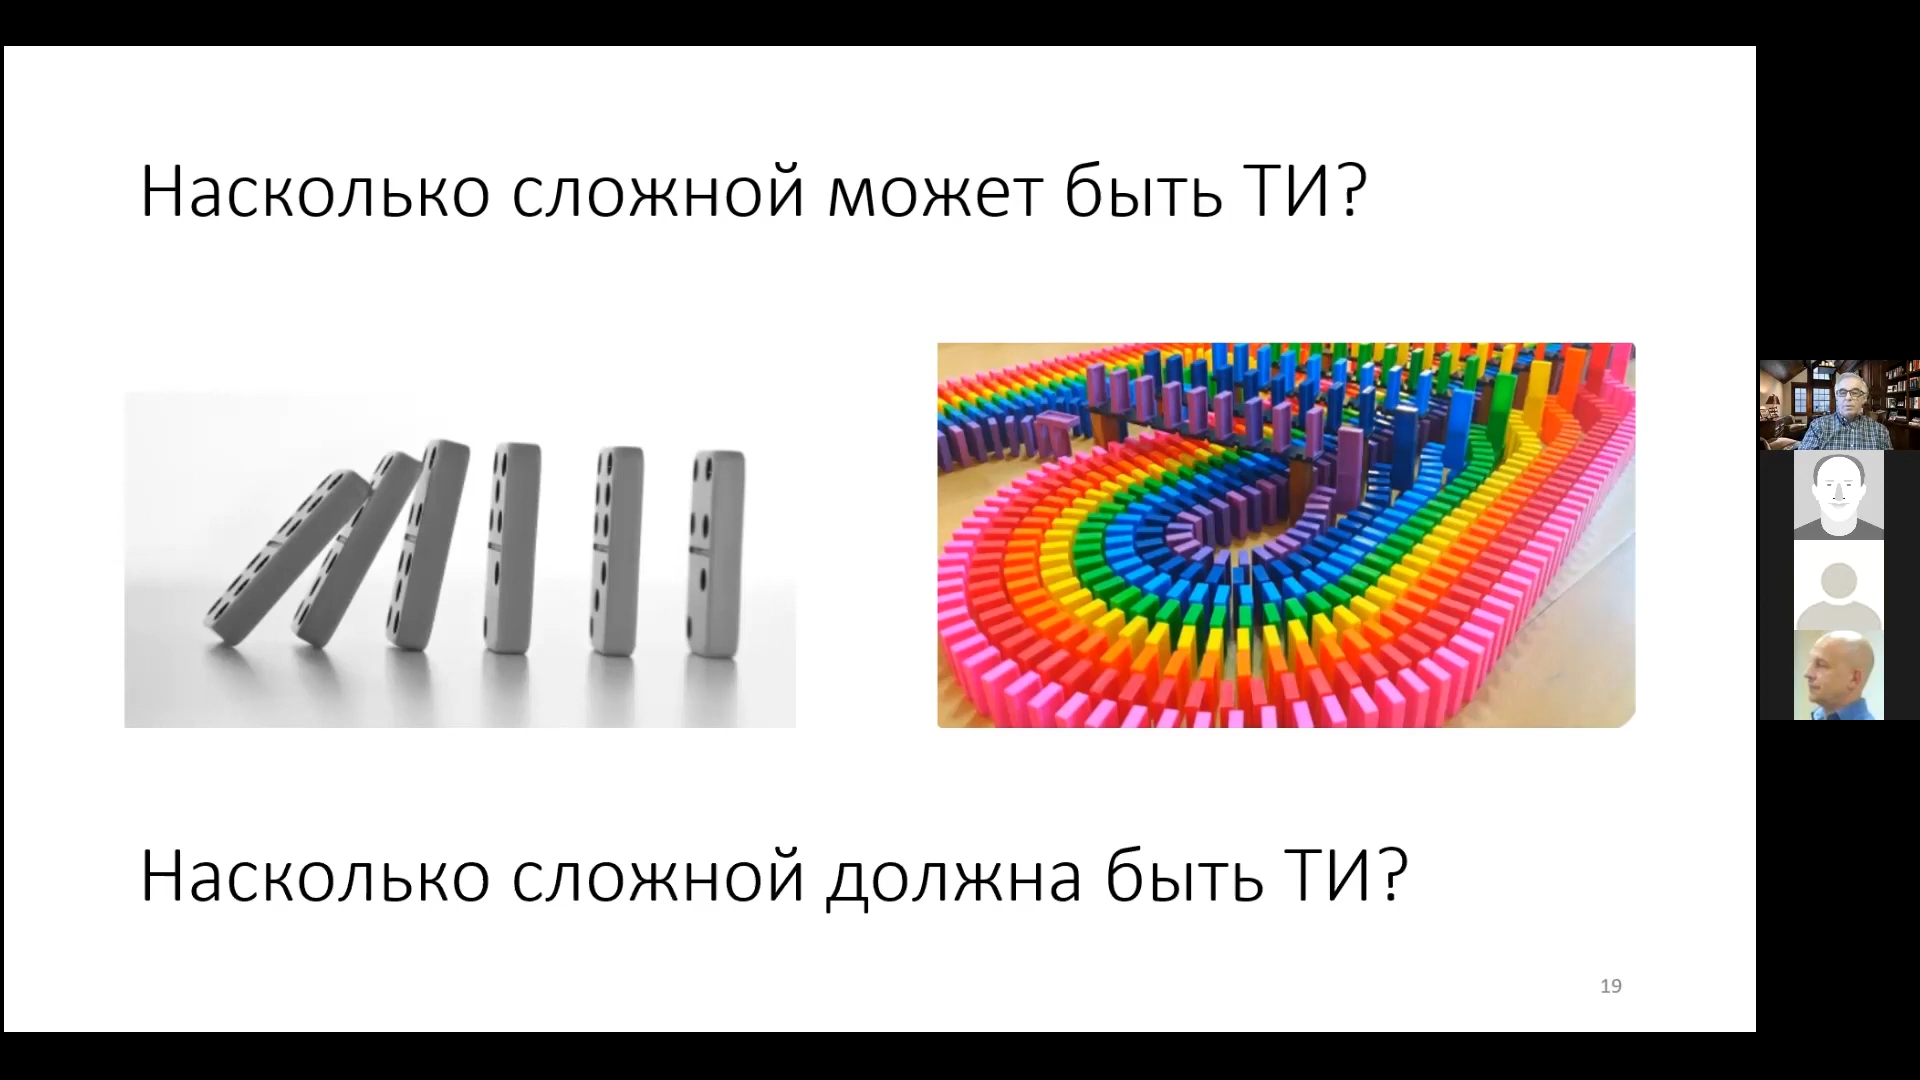 Насколько сложной может быть ТИ?
Насколько сложной должна быть ТИ?
19